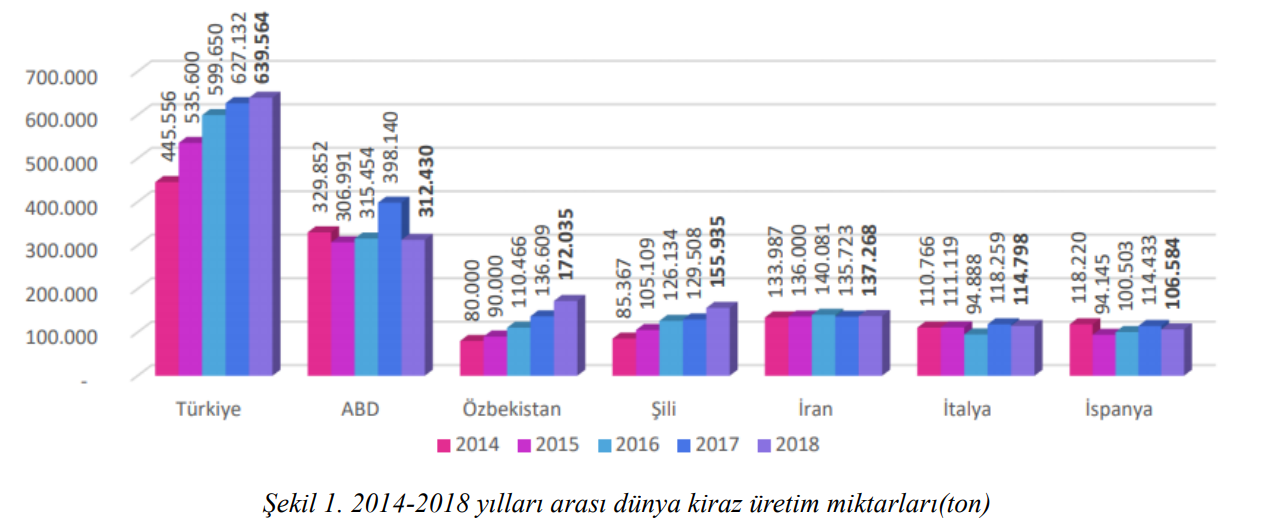 445.556 535.600 599.650 627.132 639.564
329.852 306.991 315.454 398.140 312.430
80.000 90.000 110.466 136.609 172.035
85.367 105.109 126.134 129.508 155.935
133.987 136.000 140.081 135.723 137.268
110.766 111.119 94.888 118.259 114.798
118.220 94.145 100.503 114.433 106.584
700.000
600.000
500.000
400.000
300.000
200.000
100.000
-
Türkiye ABD Özbekistan Şili İran İtalya İspanya
2014 2015 2016 2017 2018
Şekil 1. 2014-2018 yılları arası dünya kiraz üretim miktarları(ton)